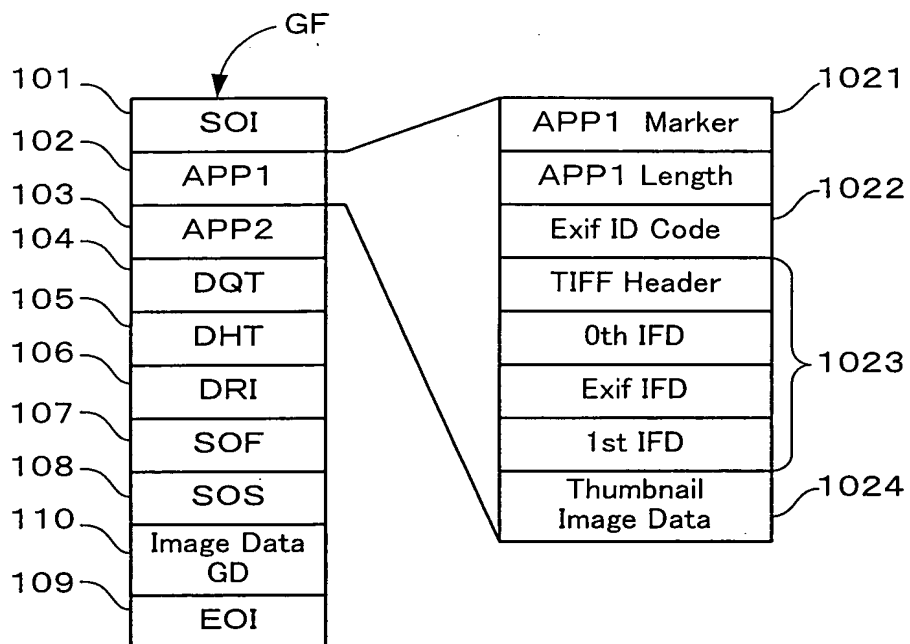 GF
101
SOI
102
APP1
103
APP2
104
DQT
105
DHT
106
DRI
107
SOF
108
SOS
110
Image Data
GD
109
EOI
1021
APP1 Marker
APP1 Length
1022
Exif ID Code
TIFF Header
0th IFD
1023
Exif IFD
1st IFD
Thumbnail
Image Data
1024